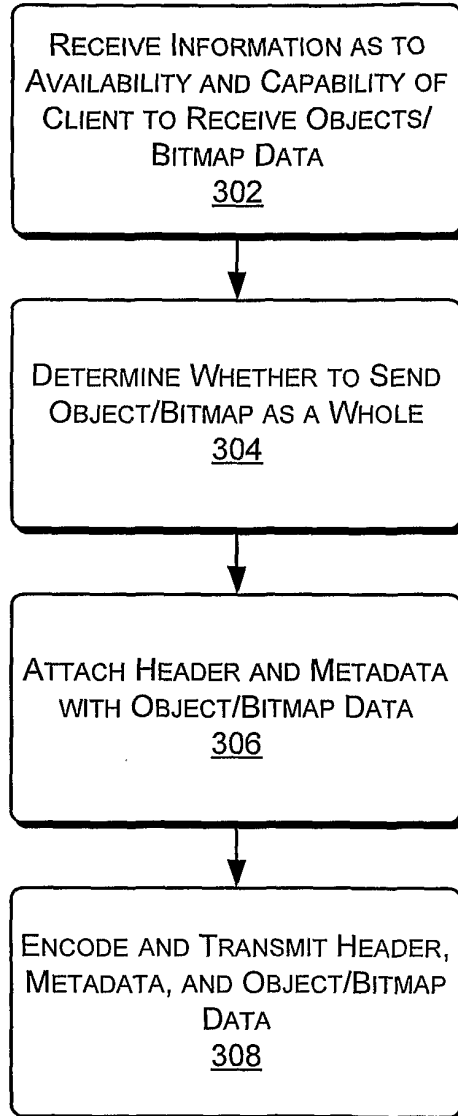 RECEIVE INFORMATION AS TO
AVAILABILITY AND CAPABILITY OF
CLIENT TO RECEIVE OBJECTS/
BITMAP DATA
302
DETERMINE WHETHER TO SEND
OBJECT/BITMAP AS A WHOLE
304
ATTACH HEADER AND METADATA
WITH OBJECT/BITMAP DATA
306
ENCODE AND TRANSMIT HEADER,
METADATA, AND OBJECT/BITMAP
DATA
308